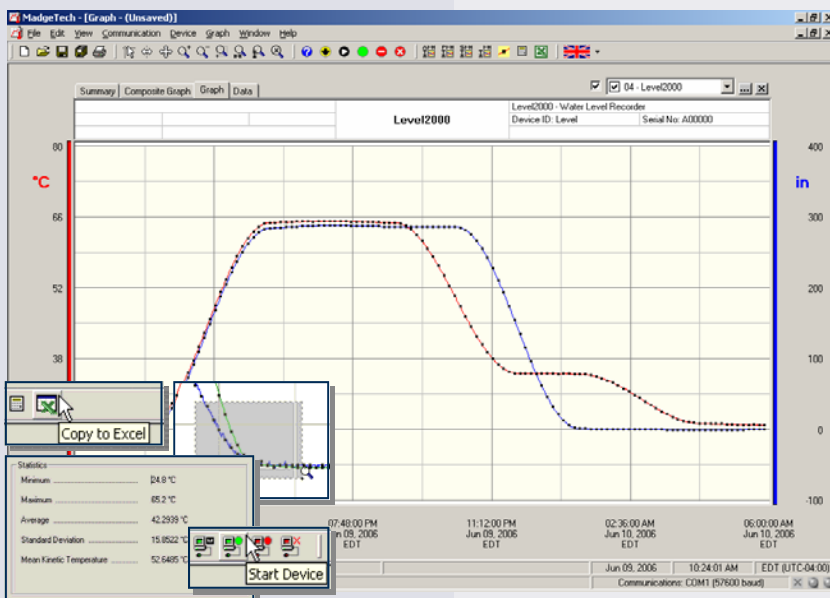 MadgeTech - [Graph - (Unsaved)]
File Edit View Communication Device Graph Window Help
Summary Composite Graph Graph Data
04 - Level2000
Level2000
Level2000 - Water Level Recorder
Device ID: Level Serial No: A00000
80 400
°C in
66 300
52 200
38 100
0
-100
Copy to Excel
Statistics
Minimum 24.8 °C
Maximum 65.2 °C
Average 42.2939 °C
Standard Deviation 15.8522 °C
Mean Kinetic Temperature 52.6485 °C
Start Device
07:48:00 PM 11:12:00 PM 02:36:00 AM 06:00:00 AM
09, 2006 Jun 09, 2006 Jun 10, 2006 Jun 10, 2006
EDT EDT EDT EDT
Jun 09, 2006 10:24:01 AM EDT (UTC-04:00)
Communications: COM1 (57600 baud)